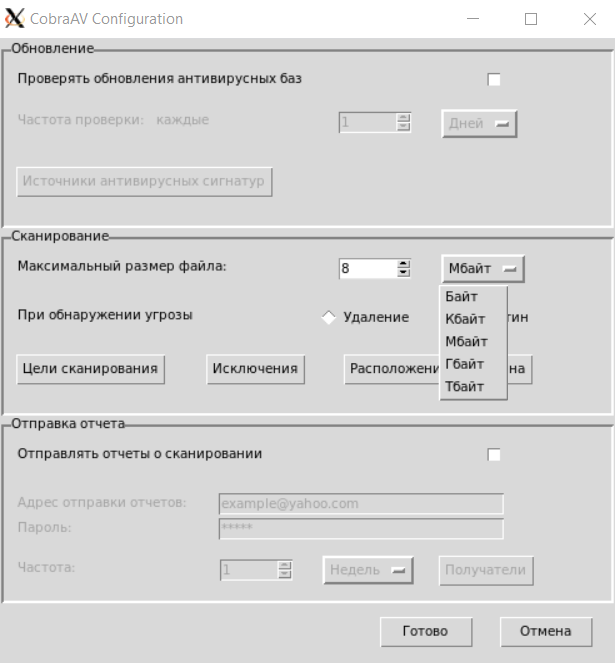 CobraAV Configuration
Обновление
Проверять обновления антивирусных баз
Частота проверки: каждые 1 Дней
Источники антивирусных сигнатур
Сканирование
Максимальный размер файла: 8 Мбайт
Байт
При обнаружении угрозы Удаление тин
Кбайт
Мбайт
Цели сканирования Исключения Расположени на
Гбайт
Тбайт
Отправка отчета
Отправлять отчеты о сканировании
Адрес отправки отчетов: example@yahoo.com
Пароль: *****
Частота: 1 Недель Получатели
Готово Отмена